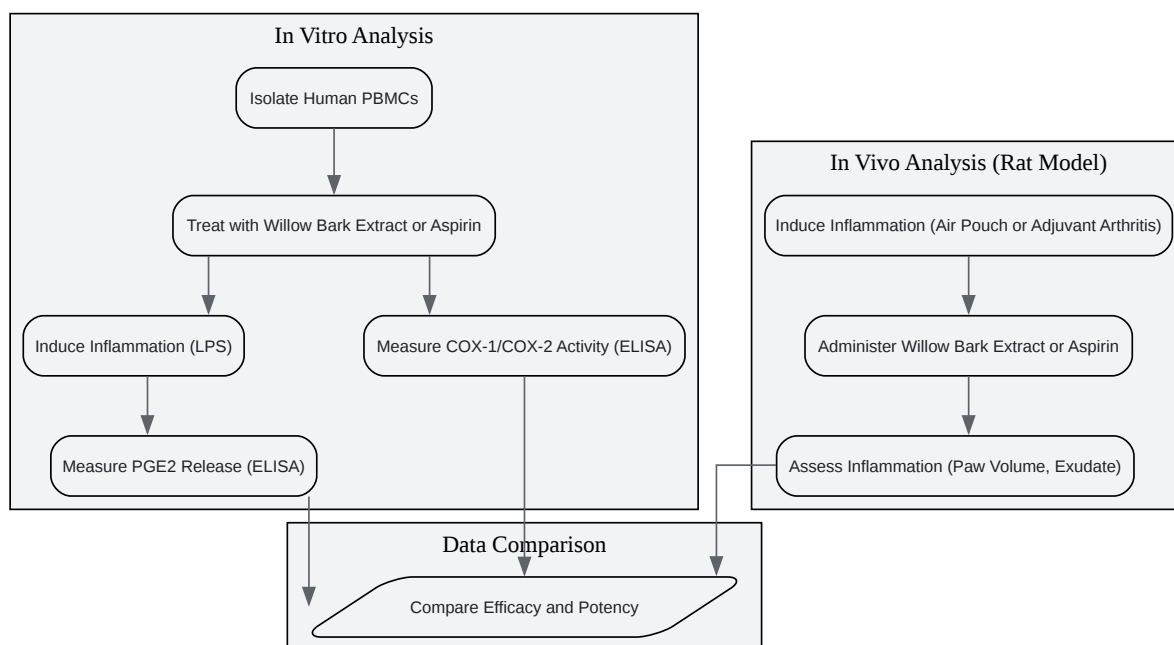 In Vitro Analysis
Isolate Human PBMCs
Treat with Willow Bark Extract or Aspirin
Induce Inflammation (LPS)
Measure COX-1/COX-2 Activity (ELISA)
Measure PGE2 Release (ELISA)
In Vivo Analysis (Rat Model)
Induce Inflammation (Air Pouch or Adjuvant Arthritis)
Administer Willow Bark Extract or Aspirin
Assess Inflammation (Paw Volume, Exudate)
Data Comparison
Compare Efficacy and Potency